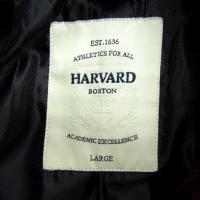 EST.1636
ATHLETICS FOR ALL
HARVARD
BOSTON
ACADEMIC EXCELLENCE
LARGE